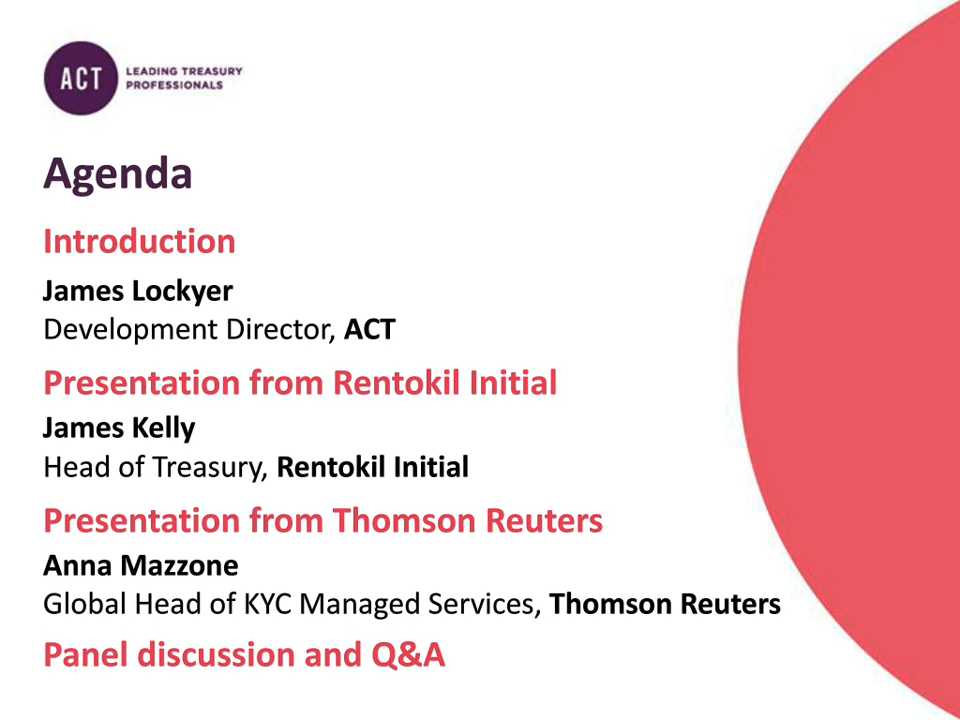 ACT
LEADING TREASURY
PROFESSIONALS
Agenda
Introduction
James Lockyer
Development Director, ACT
Presentation from Rentokil Initial
James Kelly
Head of Treasury, Rentokil Initial
Presentation from Thomson Reuters
Anna Mazzone
Global Head of KYC Managed Services, Thomson Reuters
Panel discussion and Q&A